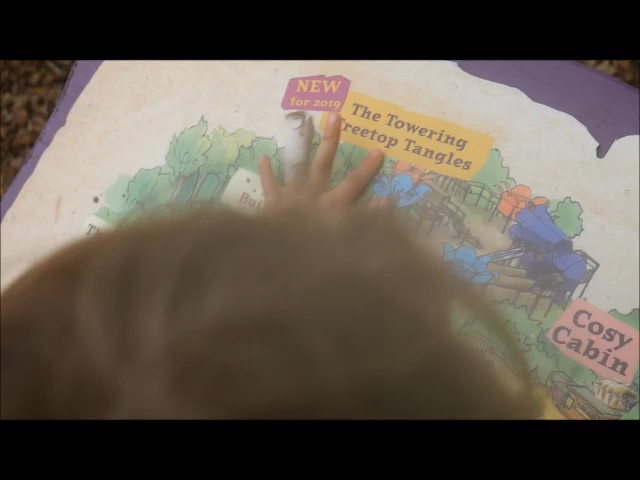 NEW
for 2019
The Towering
Treetop Tangles
Cosy
Cabin